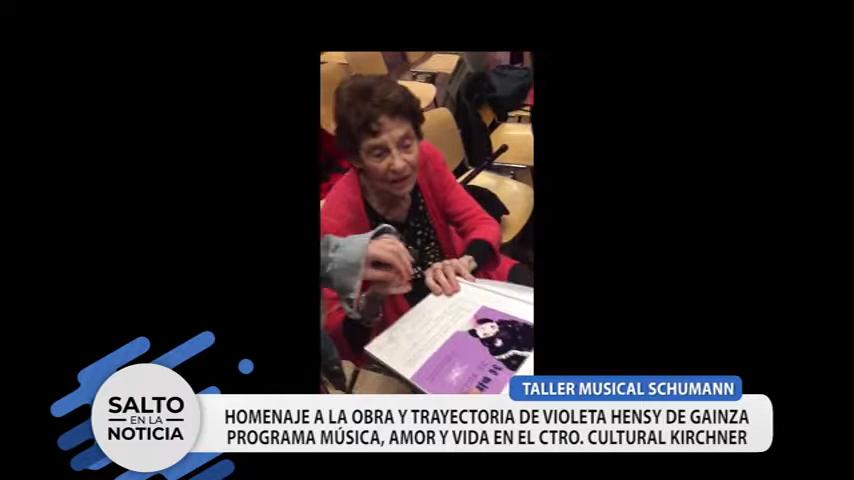 TALLER MUSICAL SCHUMANN
SALTO
EN LA
NOTICIA
HOMENAJE A LA OBRA Y TRAYECTORIA DE VIOLETA HENSY DE GAINZA
PROGRAMA MÚSICA, AMOR Y VIDA EN EL CTRO. CULTURAL KIRCHNER